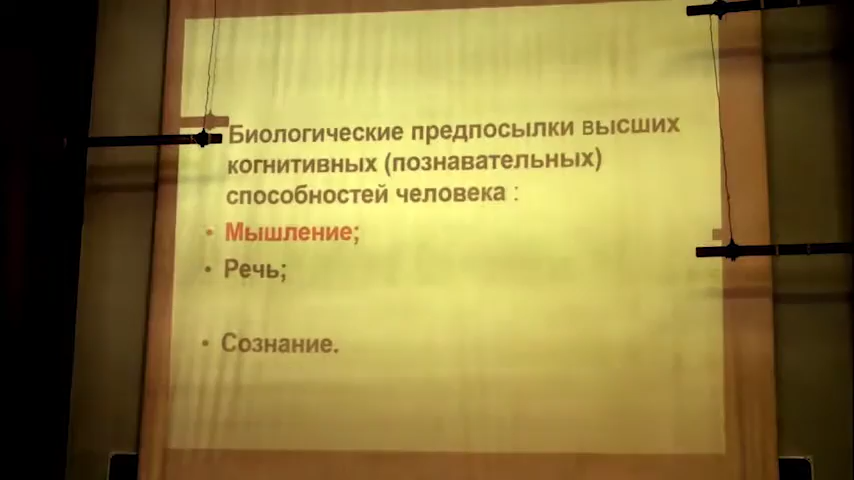 • Биологические предпосылки высших
когнитивных (познавательных)
способностей человека :
• Мышление;
• Речь;
• Сознание.